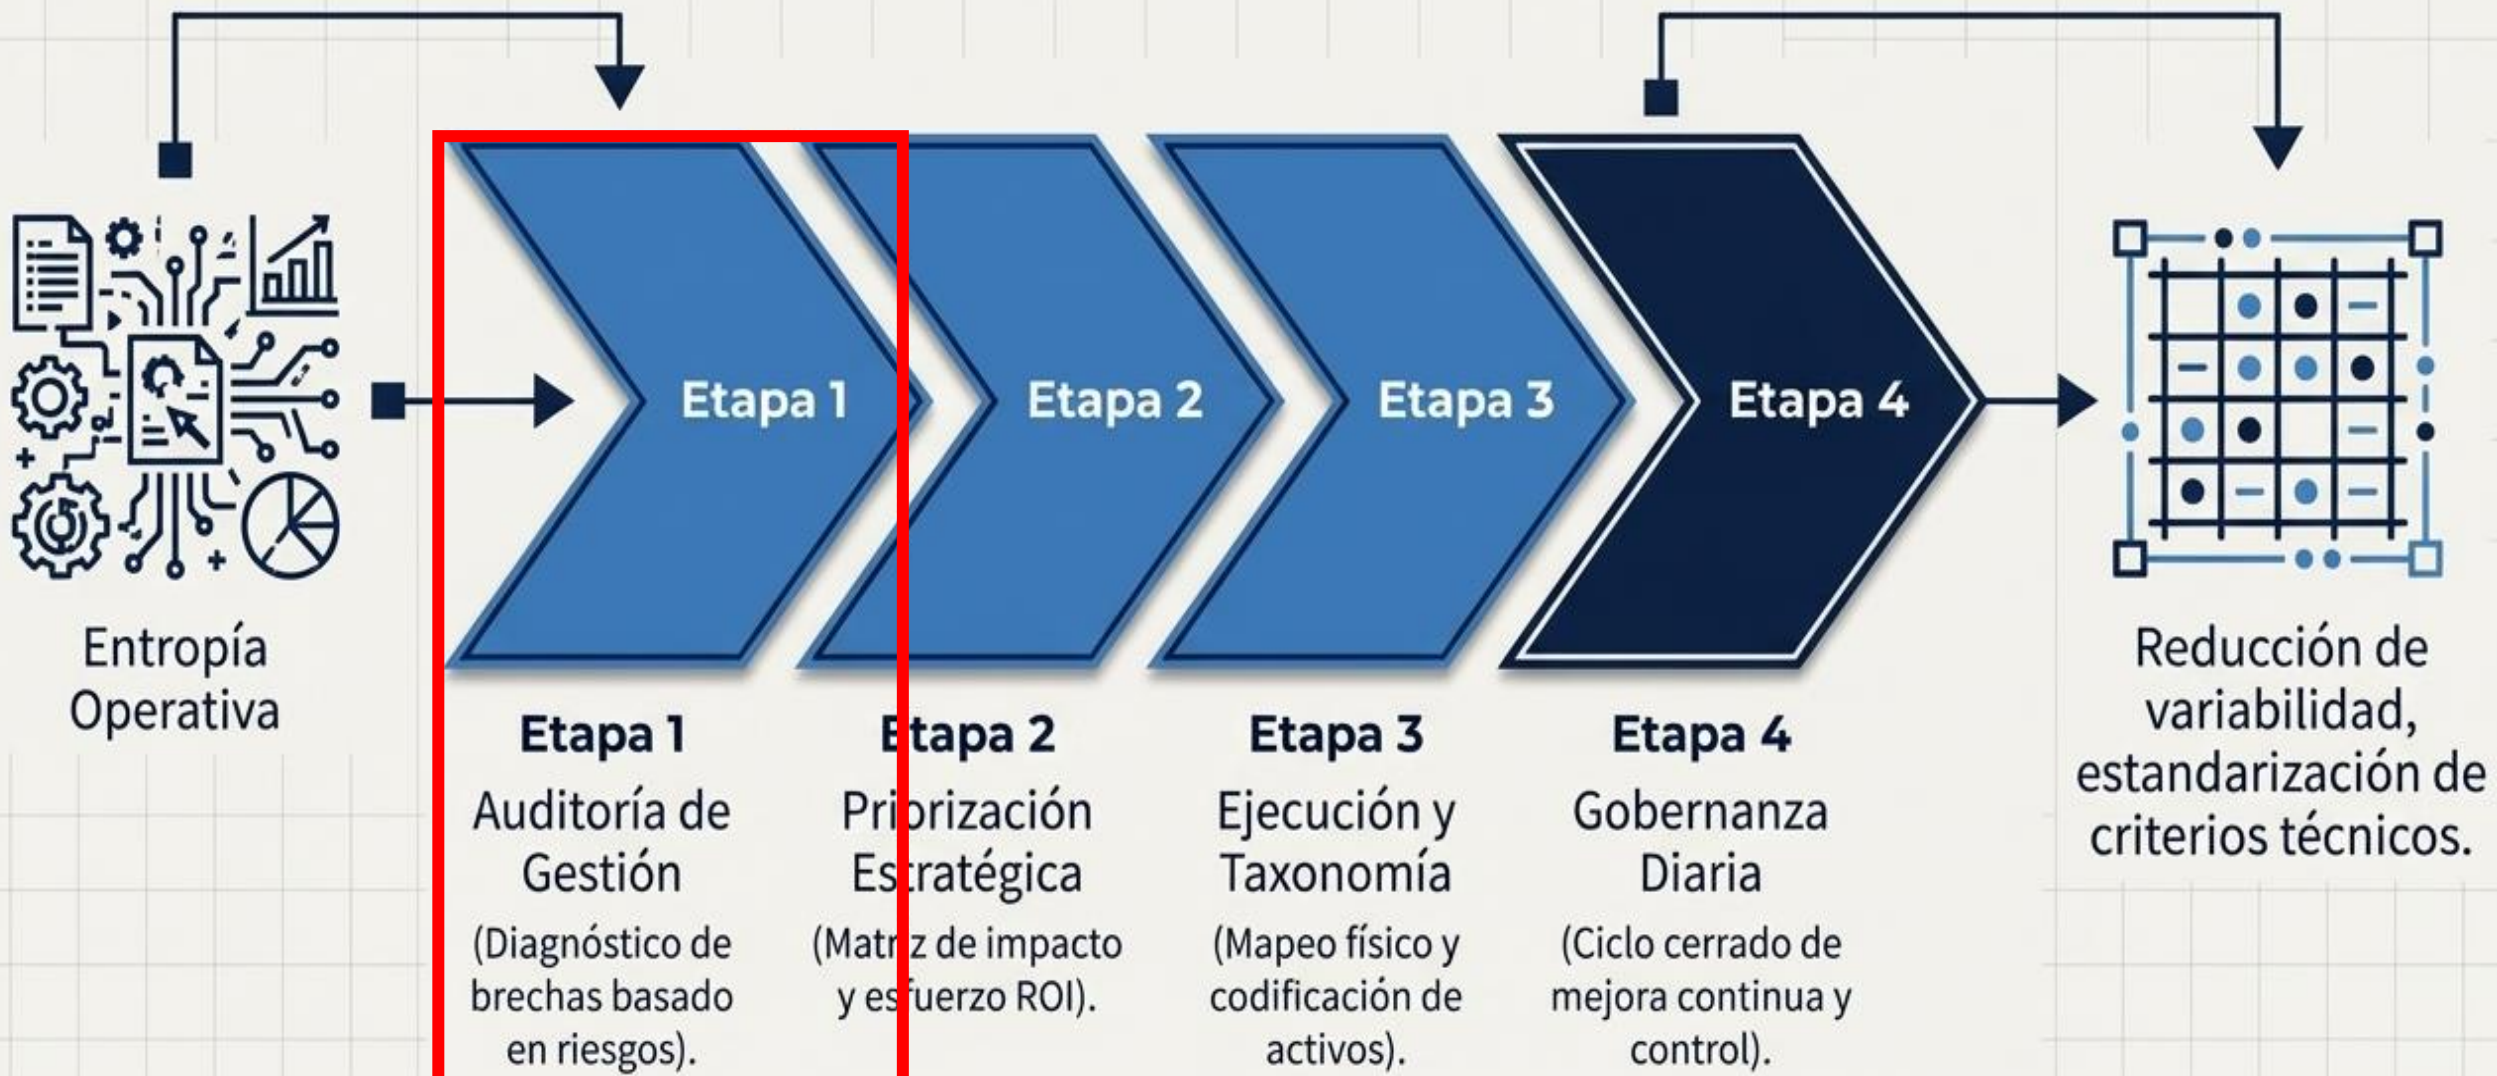 Etapa 1
Etapa 2
Etapa 3
Etapa 4
Entropía
Operativa
Etapa 1
Auditoría de
Gestión
(Diagnóstico de
brechas basado
en riesgos).
Etapa 2
Priorización
Estratégica
(Matriz de impacto
y esfuerzo ROI).
Etapa 3
Ejecución y
Taxonomía
(Mapeo físico y
codificación de
activos).
Etapa 4
Gobernanza
Diaria
(Ciclo cerrado de
mejora continua y
control).
Reducción de
variabilidad,
estandarización de
criterios técnicos.